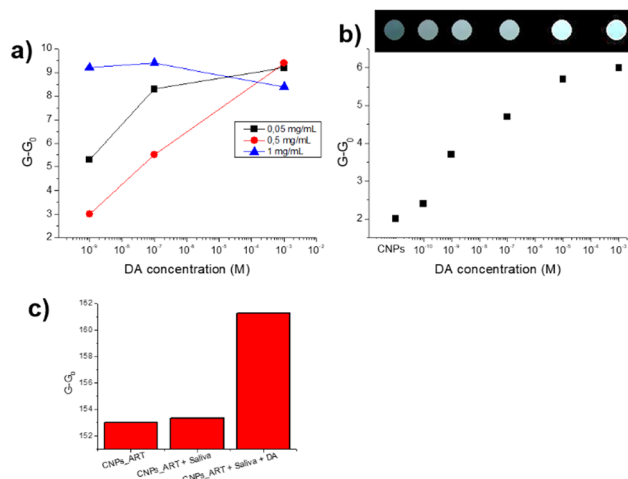 a)
10
9
8
7
6
5
4
3
2
G-G₀
0,05 mg/mL
0,5 mg/mL
1 mg/mL
10⁻⁹ 10⁻⁸ 10⁻⁷ 10⁻⁶ 10⁻⁵ 10⁻⁴ 10⁻³ 10⁻²
DA concentration (M)
b)
6
5
4
3
2
G-G₀
CNPs 10⁻¹⁰ 10⁻⁹ 10⁻⁸ 10⁻⁷ 10⁻⁶ 10⁻⁵ 10⁻⁴ 10⁻³
DA concentration (M)
c)
162
160
158
156
154
152
G-G₀
CNPs_ART
CNPs_ART + Saliva
CNPs_ART + Saliva + DA